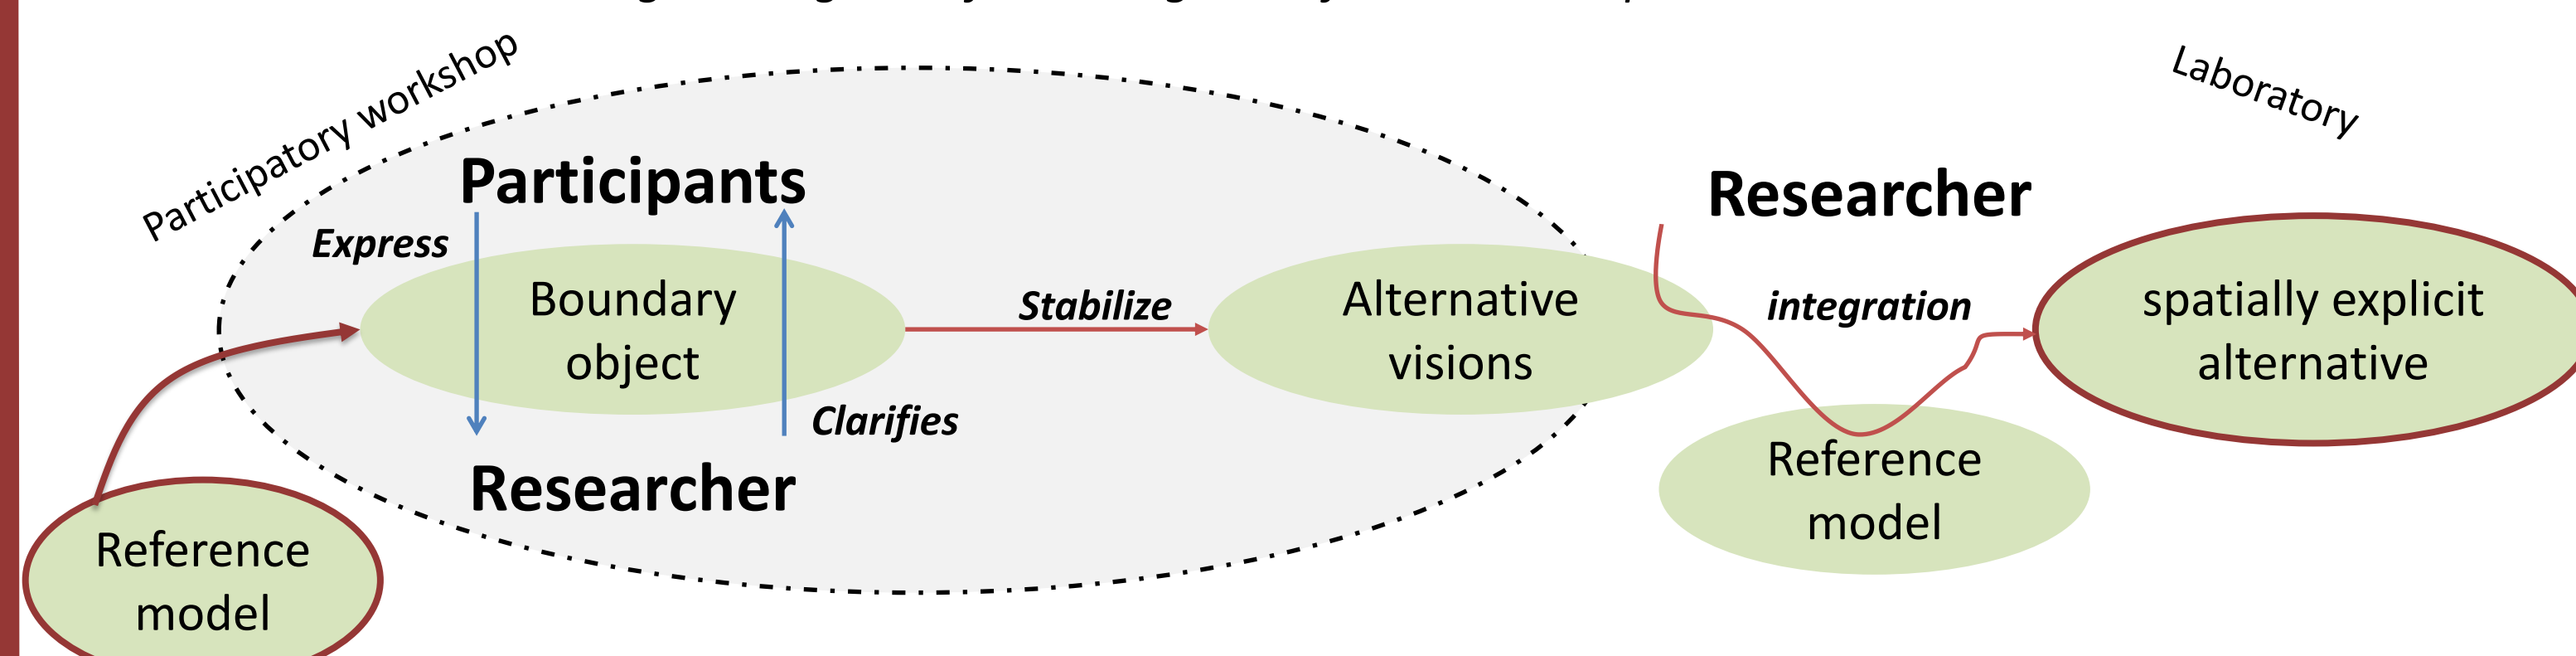 Participatory workshop
Laboratory
Participants
Researcher
Express
Boundary
object
Stabilize
Alternative
visions
integration
spatially explicit
alternative
Clarifies
Researcher
Reference
model
Reference
model